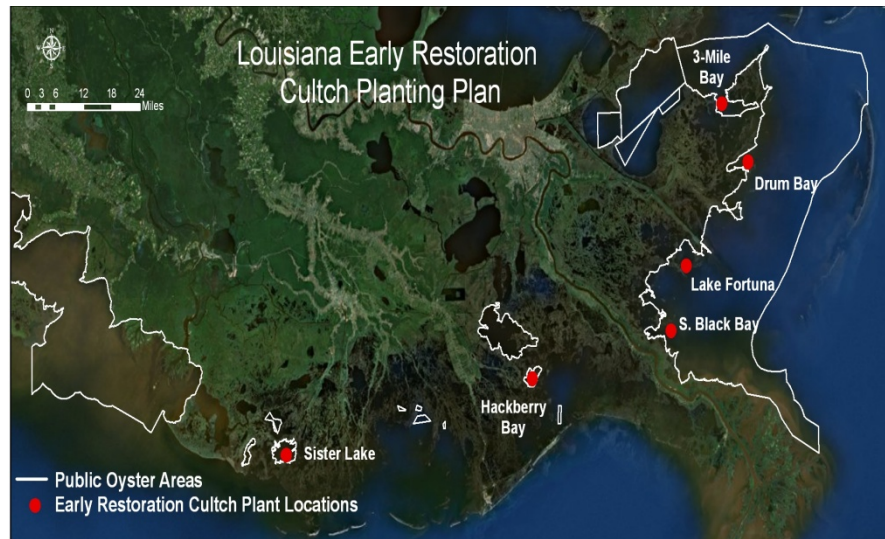 Louisiana Early Restoration
Cultch Planting Plan
0 3 6 12 18 24
Miles
3-Mile
Bay
Drum Bay
Lake Fortuna
S. Black Bay
Hackberry
Bay
Sister Lake
Public Oyster Areas
Early Restoration Cultch Plant Locations